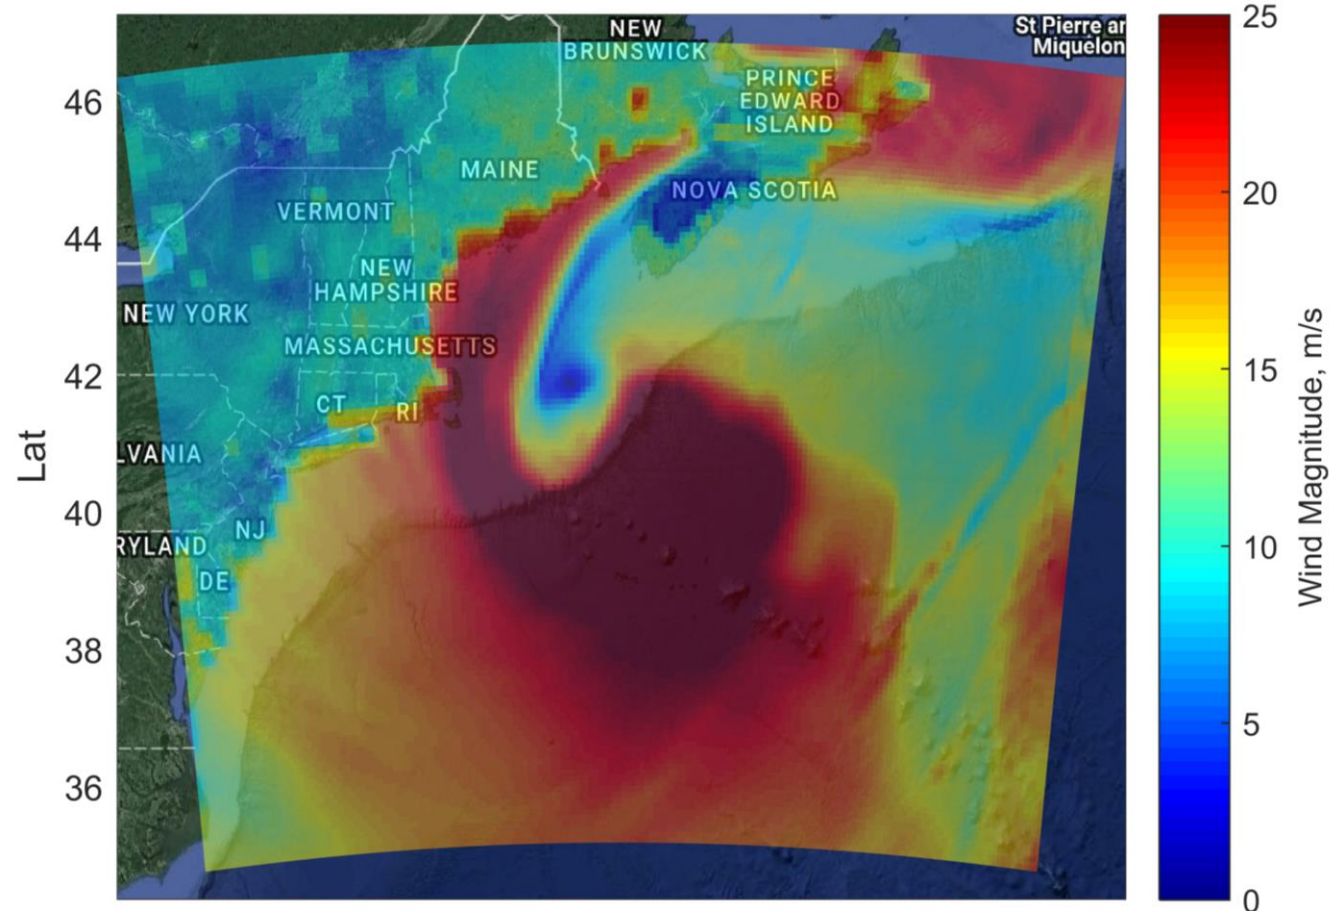 NEW
BRUNSWICK
St Pierre ar
Miquelon
25
PRINCE
EDWARD
ISLAND
46
MAINE
NOVA SCOTIA
20
VERMONT
44
NEW
HAMPSHIRE
NEW YORK
MASSACHUSETTS
42
15
CT
RI
LVANIA
Lat
40
NJ
RYLAND
10
DE
Wind Magnitude, m/s
38
5
36
0